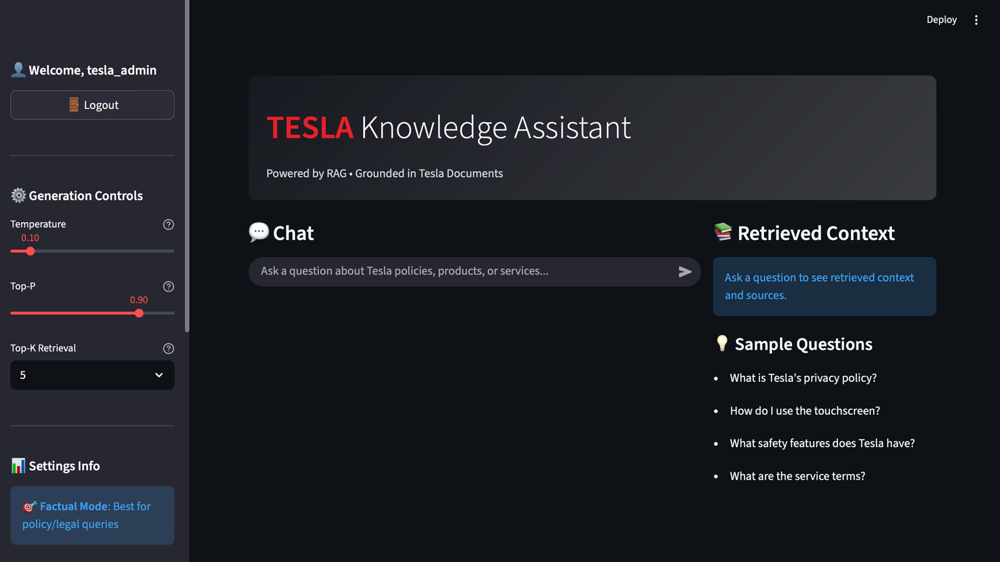 Deploy
👤 Welcome, tesla_admin
🚪 Logout
⚙️ Generation Controls
Temperature
0.10
Top-P
0.90
Top-K Retrieval
5
📊 Settings Info
🎯 Factual Mode: Best for
policy/legal queries
TESLA Knowledge Assistant
Powered by RAG • Grounded in Tesla Documents
💬 Chat
Ask a question about Tesla policies, products, or services...
📚 Retrieved Context
Ask a question to see retrieved context
and sources.
💡 Sample Questions
• What is Tesla's privacy policy?
• How do I use the touchscreen?
• What safety features does Tesla have?
• What are the service terms?